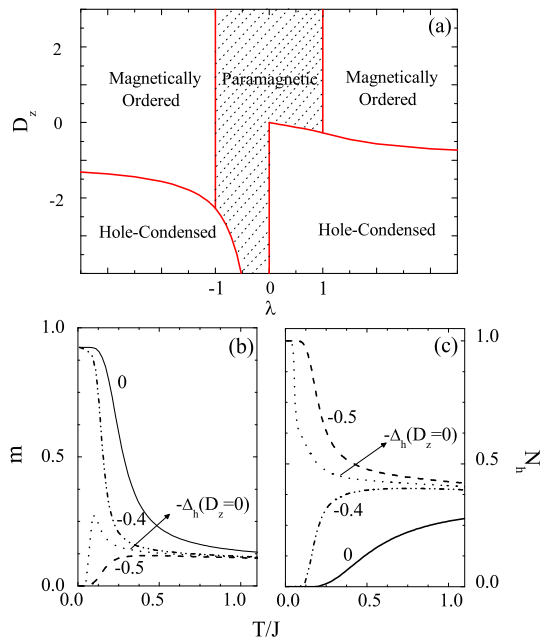 (a)
2
0
-2
D_z
Magnetically
Ordered
Paramagnetic
Magnetically
Ordered
Hole-Condensed
Hole-Condensed
-1
0
1
λ
(b)
1.0
0.5
0.0
m
0
-0.4
-Δ_h(D_z=0)
-0.5
0.0
0.5
1.0
(c)
1.0
0.5
0.0
N_h
-0.5
-Δ_h(D_z=0)
-0.4
0
0.0
0.5
1.0
T/J